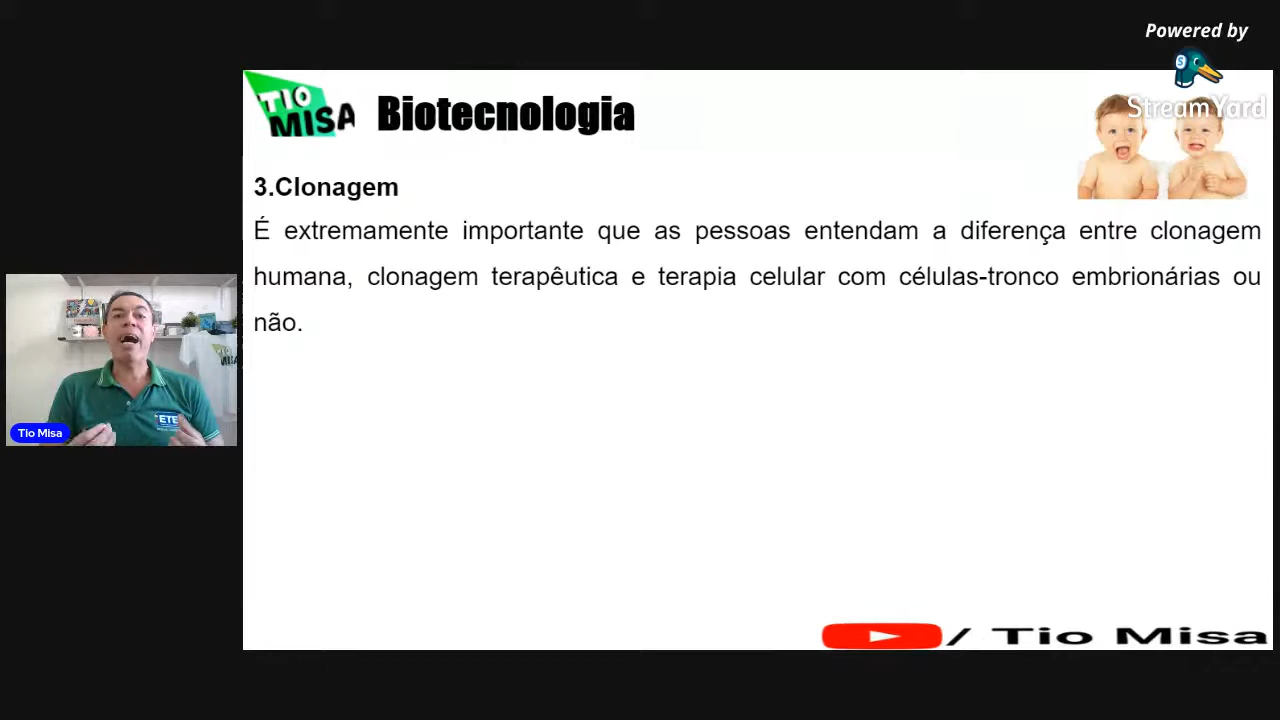 Powered by
StreamYard
TIO
MISA
Biotecnologia
3.Clonagem
É extremamente importante que as pessoas entendam a diferença entre clonagem
humana, clonagem terapêutica e terapia celular com células-tronco embrionárias ou
não.
ETE
Tio Misa
/ Tio Misa